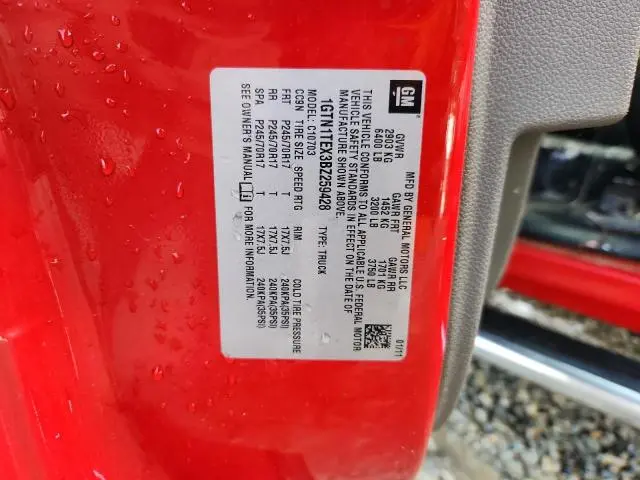 GM
MFD BY GENERAL MOTORS LLC 01/11
GVWR GAWR FRT GAWR RR
2903 KG 1452 KG 1701 KG
6400 LB 3200 LB 3750 LB
THIS VEHICLE CONFORMS TO ALL APPLICABLE U.S. FEDERAL MOTOR
VEHICLE SAFETY STANDARDS IN EFFECT ON THE DATE OF
MANUFACTURE SHOWN ABOVE.
1GTN1TEX3BZ259428 TYPE: TRUCK
MODEL: C10703
CC9N TIRE SIZE SPEED RTG RIM COLD TIRE PRESSURE
FRT P245/70R17 T 17X7.5J 240KPA(35PSI)
RR P245/70R17 T 17X7.5J 240KPA(35PSI)
SPA P245/70R17 T 17X7.5J 240KPA(35PSI)
SEE OWNER'S MANUAL FOR MORE INFORMATION.